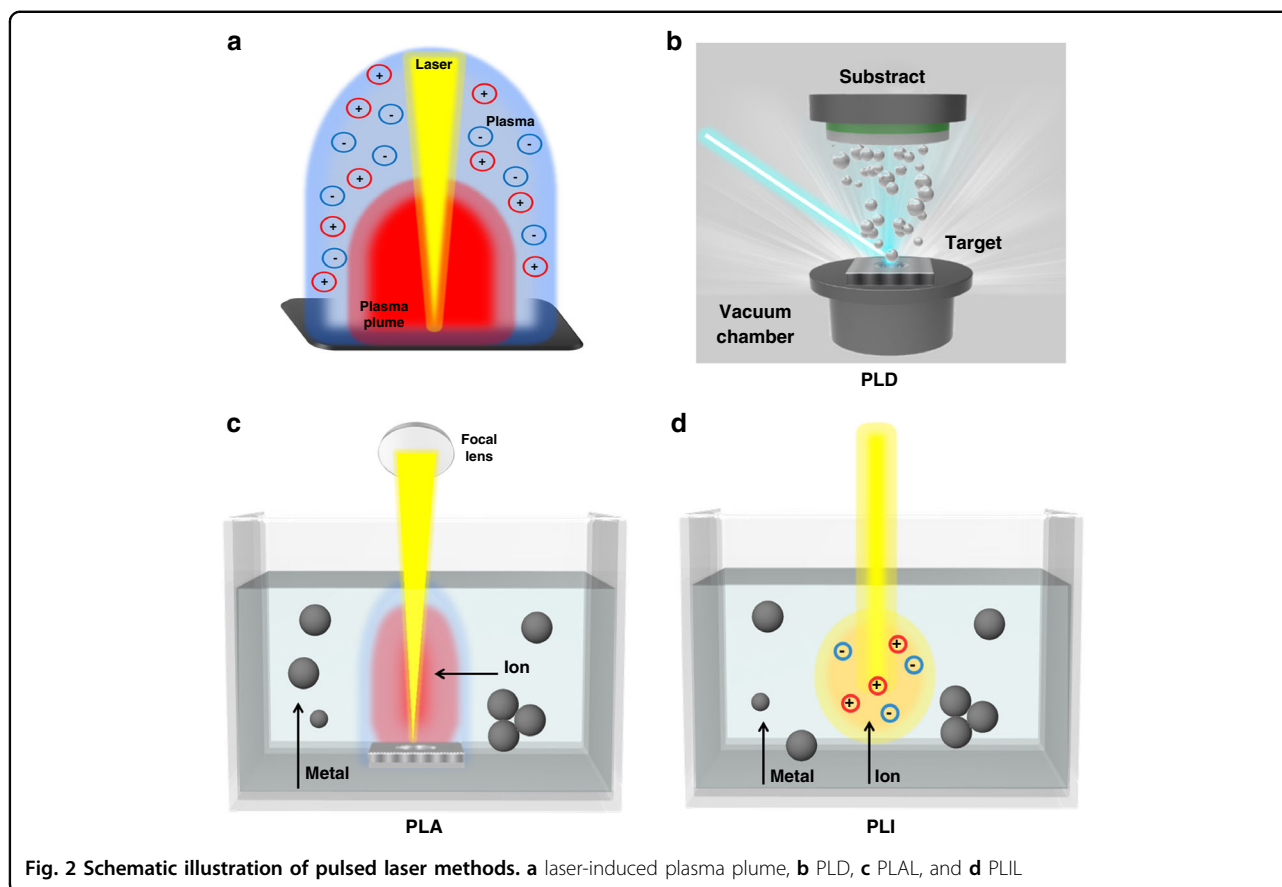 a
Laser
Plasma
+
+
+
-
-
-
-
-
+
+
-
-
+
+
-
-
+
+
Plasma
plume
b
Substract
Target
Vacuum
chamber
PLD
c
Focal
lens
Ion
Metal
PLA
d
-
+
-
+
+
-
Metal
Ion
PLI
Fig. 2 Schematic illustration of pulsed laser methods. a laser-induced plasma plume, b PLD, c PLAL, and d PLIL